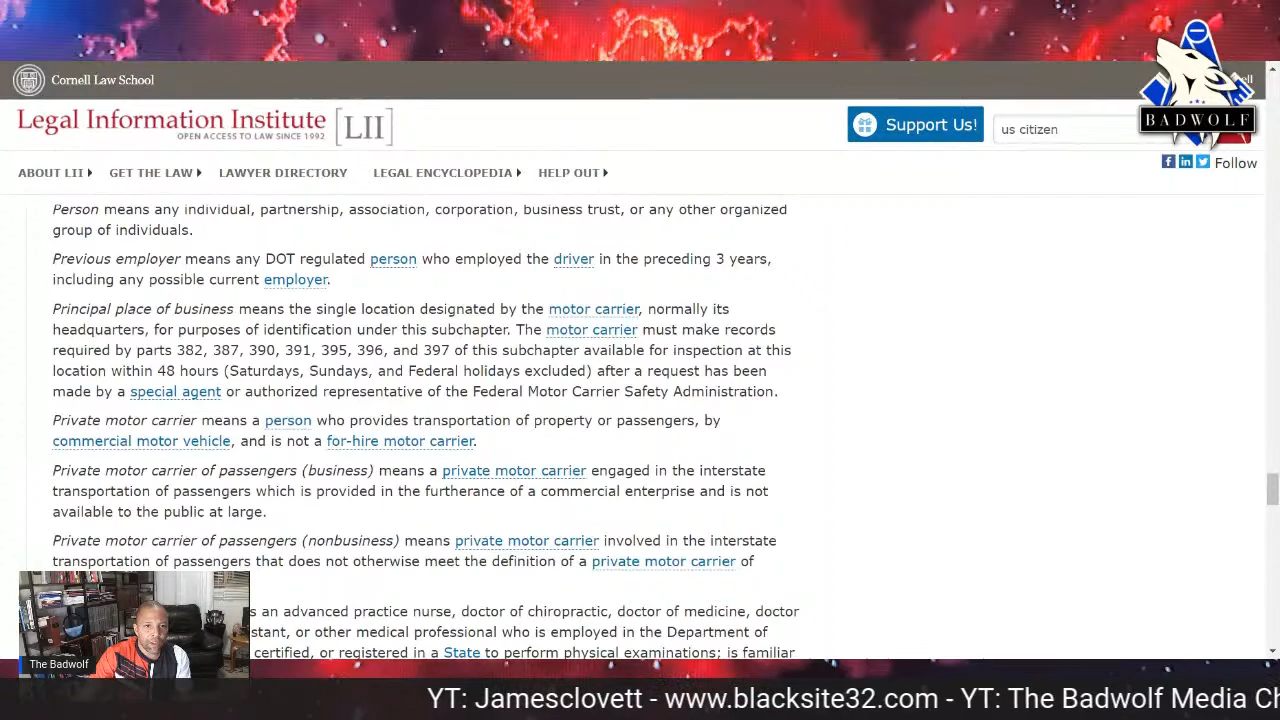 Cornell Law School
ell
Legal Information Institute [LII]
OPEN ACCESS TO LAW SINCE 1992
Support Us!
us citizen
BADWOLF
Follow
ABOUT LII GET THE LAW LAWYER DIRECTORY LEGAL ENCYCLOPEDIA HELP OUT
Person means any individual, partnership, association, corporation, business trust, or any other organized
group of individuals.
Previous employer means any DOT regulated person who employed the driver in the preceding 3 years,
including any possible current employer.
Principal place of business means the single location designated by the motor carrier, normally its
headquarters, for purposes of identification under this subchapter. The motor carrier must make records
required by parts 382, 387, 390, 391, 395, 396, and 397 of this subchapter available for inspection at this
location within 48 hours (Saturdays, Sundays, and Federal holidays excluded) after a request has been
made by a special agent or authorized representative of the Federal Motor Carrier Safety Administration.
Private motor carrier means a person who provides transportation of property or passengers, by
commercial motor vehicle, and is not a for-hire motor carrier.
Private motor carrier of passengers (business) means a private motor carrier engaged in the interstate
transportation of passengers which is provided in the furtherance of a commercial enterprise and is not
available to the public at large.
Private motor carrier of passengers (nonbusiness) means private motor carrier involved in the interstate
transportation of passengers that does not otherwise meet the definition of a private motor carrier of
s an advanced practice nurse, doctor of chiropractic, doctor of medicine, doctor
stant, or other medical professional who is employed in the Department of
certified, or registered in a State to perform physical examinations; is familiar
The Badwolf
YT: Jamesclovett - www.blacksite32.com - YT: The Badwolf Media Ch